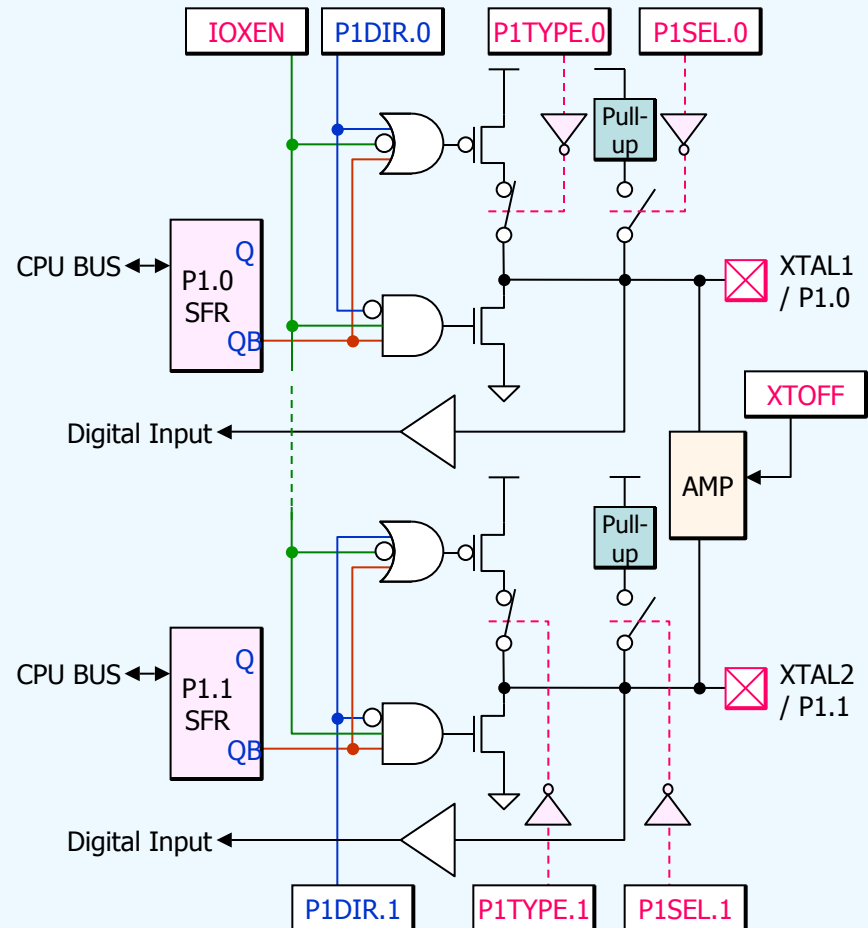 IOXEN
P1DIR.0
P1TYPE.0
P1SEL.0
Pull-
up
CPU BUS
P1.0
SFR
Q
QB
XTAL1
/ P1.0
XTOFF
Digital Input
AMP
Pull-
up
CPU BUS
P1.1
SFR
Q
QB
XTAL2
/ P1.1
Digital Input
P1DIR.1
P1TYPE.1
P1SEL.1